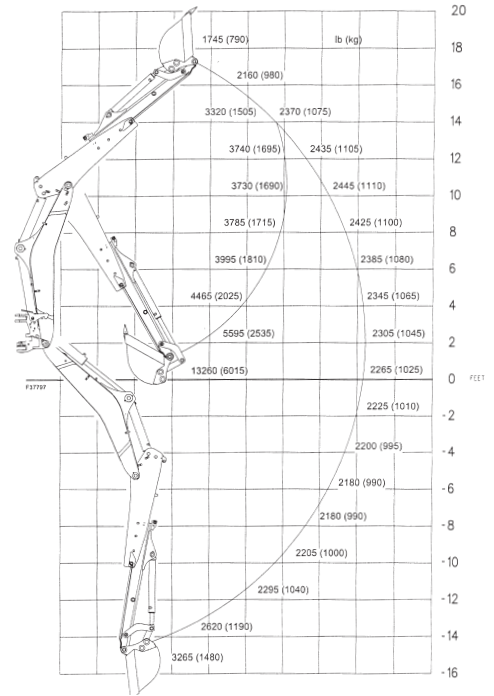 20
1745 (790) lb (kg)
18
2160 (980)
16
3320 (1505) 2370 (1075)
14
3740 (1695) 2435 (1105)
12
3730 (1690) 2445 (1110)
10
3785 (1715) 2425 (1100)
8
3995 (1810) 2385 (1080)
6
4465 (2025) 2345 (1065)
4
5595 (2535) 2305 (1045)
2
13260 (6015) 2265 (1025)
0 FEET
F17797
2225 (1010)
-2
2200 (995)
-4
2180 (990)
-6
2180 (990)
-8
2205 (1000)
-10
2295 (1040)
-12
2620 (1190)
-14
3265 (1480)
-16